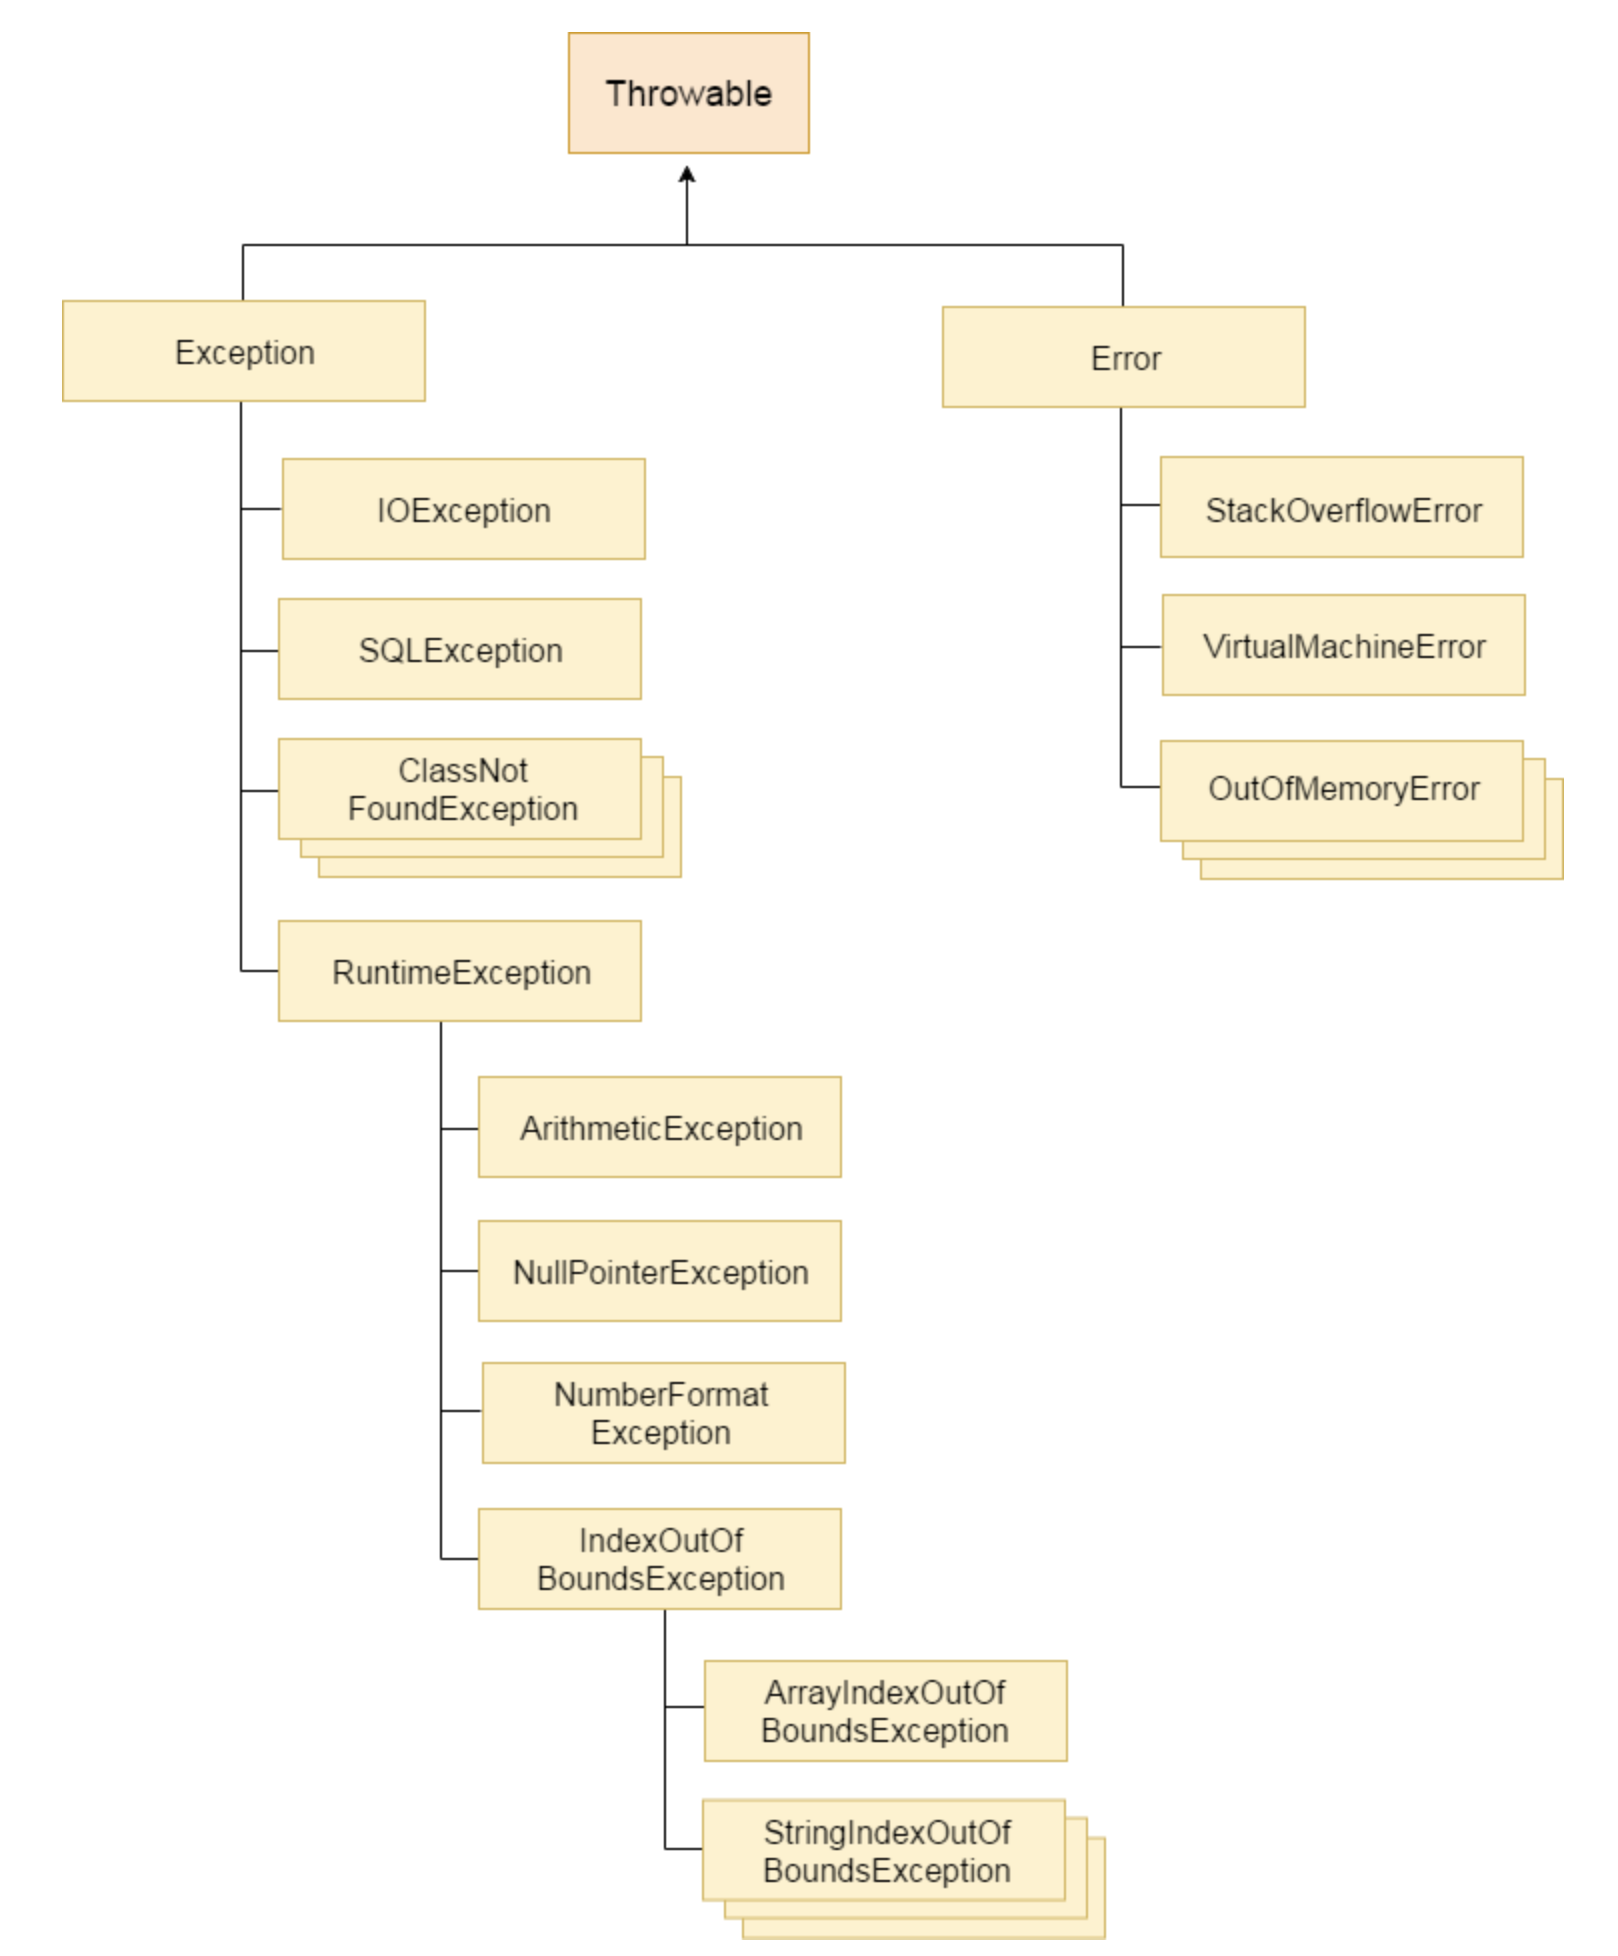 Throwable
Exception
Error
IOException
StackOverflowError
SQLException
VirtualMachineError
ClassNot
FoundException
OutOfMemoryError
RuntimeException
ArithmeticException
NullPointerException
NumberFormat
Exception
IndexOutOf
BoundsException
ArrayIndexOutOf
BoundsException
StringIndexOutOf
BoundsException